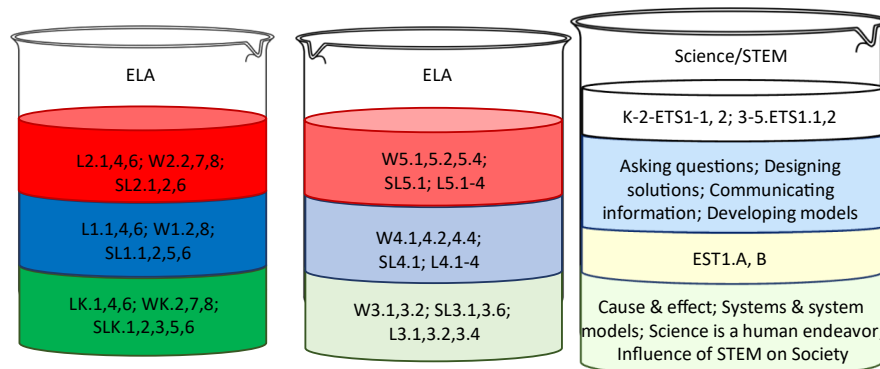 ELA
L2.1,4,6; W2.2,7,8;
SL2.1,2,6
L1.1,4,6; W1.2,8;
SL1.1,2,5,6
LK.1,4,6; WK.2,7,8;
SLK.1,2,3,5,6
ELA
W5.1,5.2,5.4;
SL5.1; L5.1-4
W4.1,4.2,4.4;
SL4.1; L4.1-4
W3.1,3.2; SL3.1,3.6;
L3.1,3.2,3.4
Science/STEM
K-2-ETS1-1, 2; 3-5.ETS1.1,2
Asking questions; Designing
solutions; Communicating
information; Developing models
EST1.A, B
Cause & effect; Systems & system
models; Science is a human endeavor;
Influence of STEM on Society